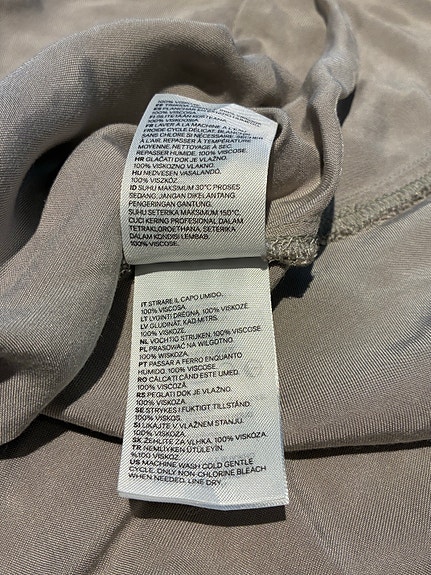 100% VISK
100% VISCOSA.
FI SILITETÄÄN KOSTEANA.
100% VISKOOSIA.
FR LAVER À LA MACHINE À L'EAU
FROIDE CYCLE DÉLICAT. BLANCHIR
SANS CHLORE SI NÉCESSAIRE. SÉCHER
À L'AIR. REPASSER À TEMPÉRATURE
MOYENNE. NETTOYAGE À SEC.
REPASSER HUMIDE. 100% VISCOSE.
HR GLAČATI DOK JE VLAŽNO.
100% VISKOZNO VLAKNO.
HU NEDVESEN VASALANDÓ.
100% VISZKÓZ.
ID SUHU MAKSIMUM 30°C PROSES
SEDANG. JANGAN DIKELANTANG.
PENGERINGAN GANTUNG.
SUHU SETERIKA MAKSIMUM 150°C.
CUCI KERING PROFESIONAL DALAM
TETRAKLOROETHANA, SETERIKA
DALAM KONDISI LEMBAB.
100% VISCOSE.
IT STIRARE IL CAPO UMIDO.
100% VISCOSA.
LT LYGINTI DRĖGNĄ. 100% VISKOZĖ.
LV GLUDINĀT, KAD MITRS.
100% VISKOZE.
NL VOCHTIG STRIJKEN. 100% VISCOSE.
PL PRASOWAĆ NA WILGOTNO.
100% WISKOZA.
PT PASSAR A FERRO ENQUANTO
HÚMIDO. 100% VISCOSE.
RO CĂLCAȚI CÂND ESTE UMED.
100% VISCOZĂ.
RS PEGLATI DOK JE VLAŽNO.
100% VISKOZA.
SE STRYKES I FUKTIGT TILLSTÅND.
100% VISKOS.
SI LIKAJTE V VLAŽNEM STANJU.
100% VISKOZA.
SK ŽEHLITE ZA VLHKA. 100% VISKÓZA.
TR NEMLİYKEN ÜTÜLEYİN.
%100 VİSKOZ.
US MACHINE WASH COLD GENTLE
CYCLE. ONLY NON-CHLORINE BLEACH
WHEN NEEDED. LINE DRY.